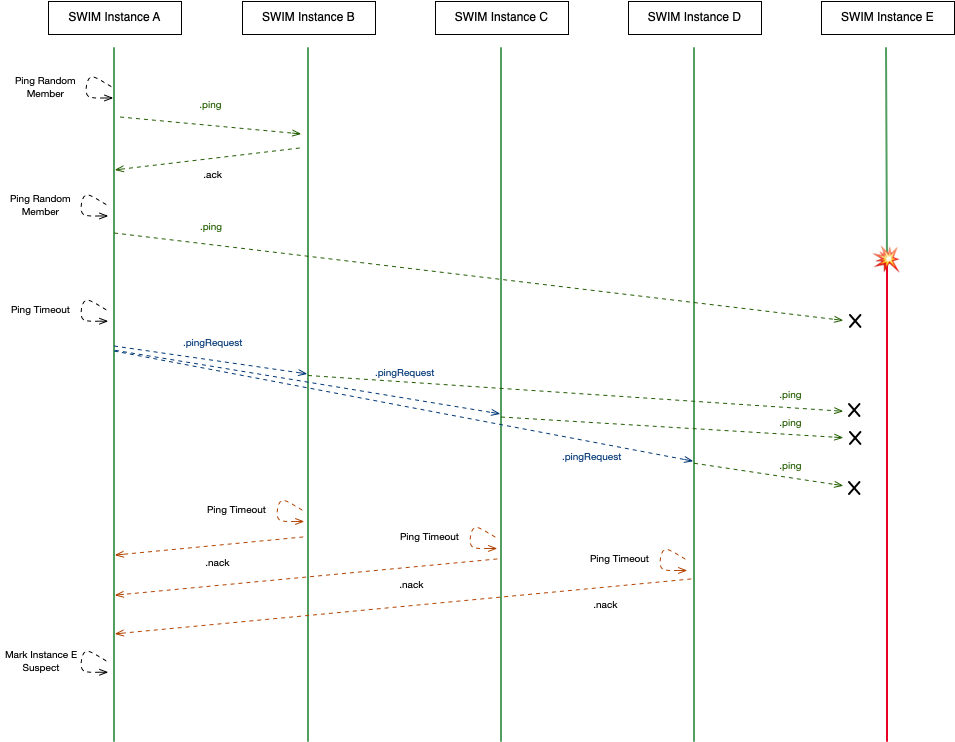 SWIM Instance A
SWIM Instance B
SWIM Instance C
SWIM Instance D
SWIM Instance E
Ping Random
Member
.ping
.ack
Ping Random
Member
.ping
Ping Timeout
.pingRequest
.pingRequest
.ping
.ping
.pingRequest
.ping
Ping Timeout
Ping Timeout
Ping Timeout
.nack
.nack
.nack
Mark Instance E
Suspect